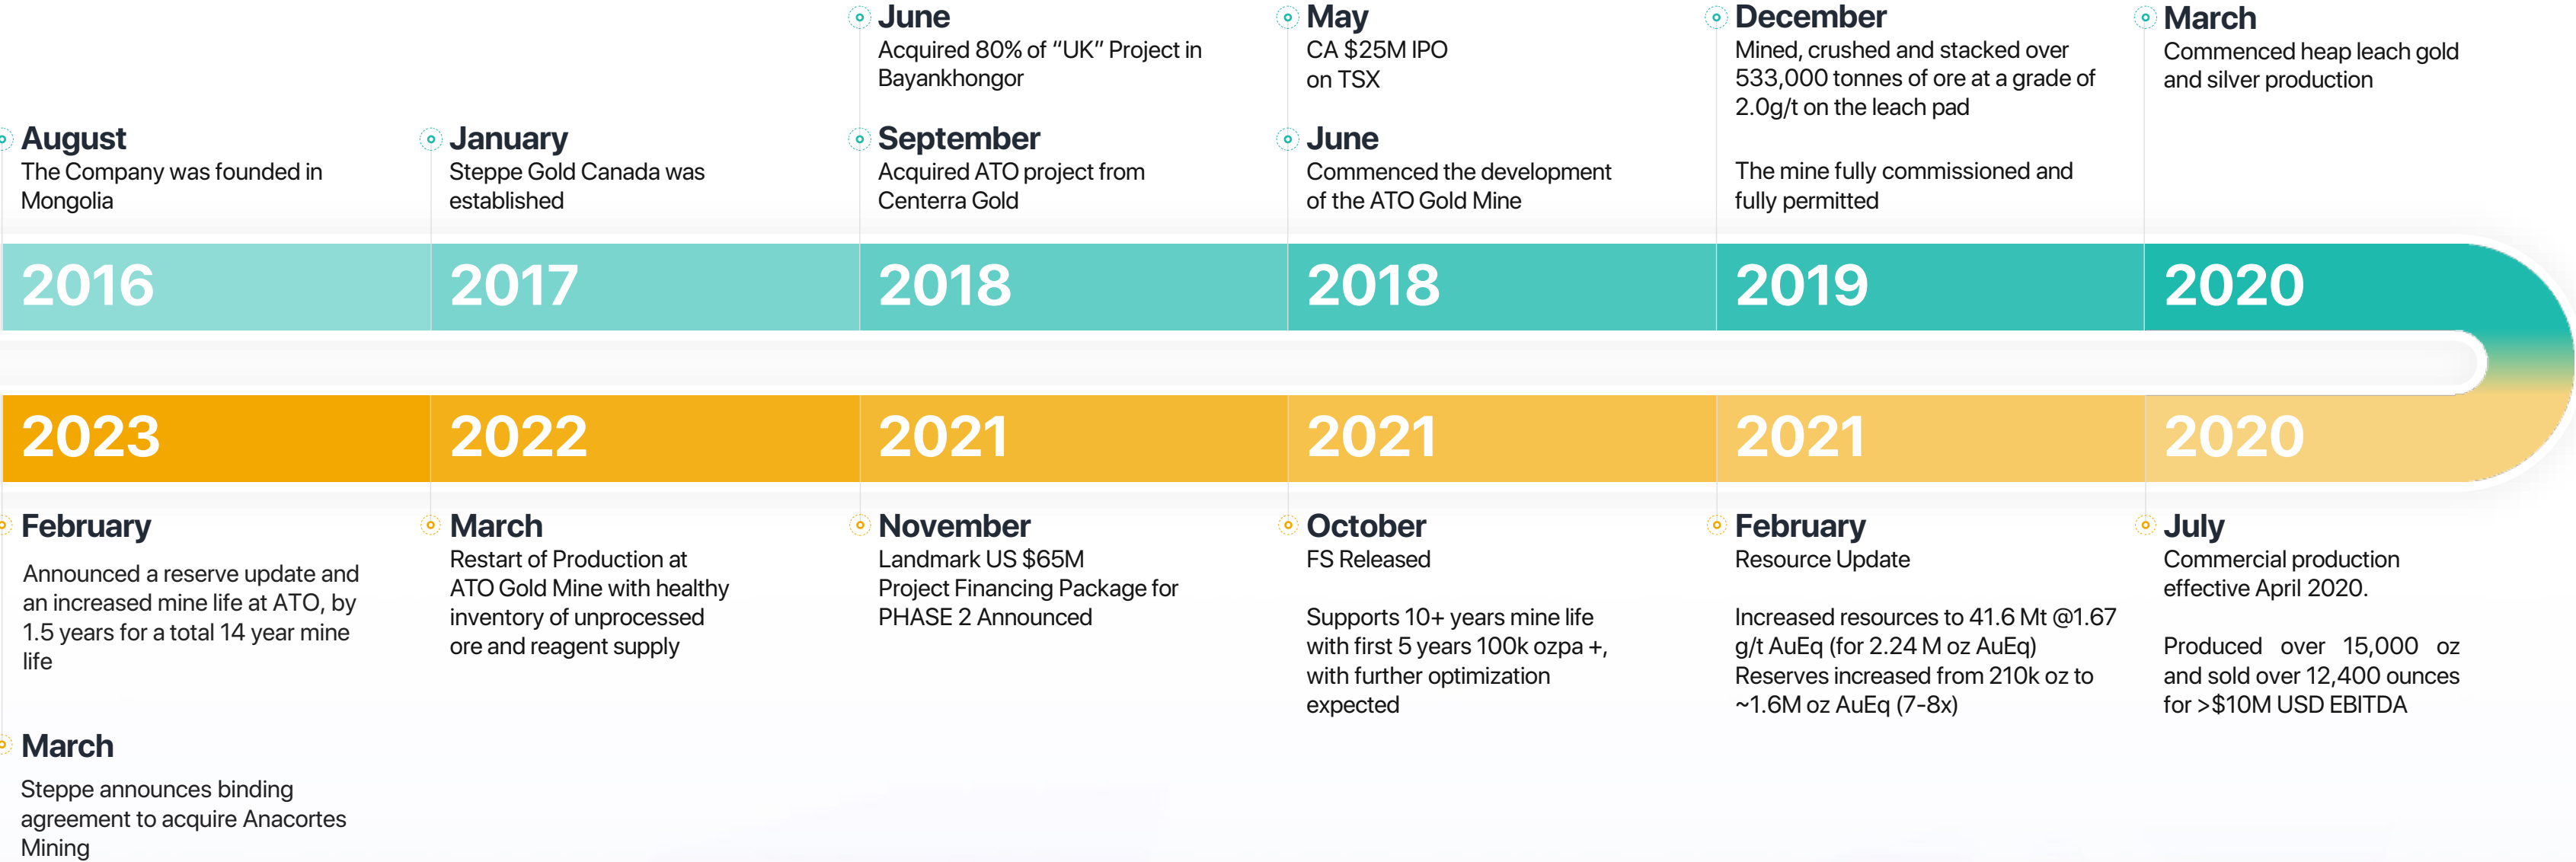 August
The Company was founded in
Mongolia
January
Steppe Gold Canada was
established
June
Acquired 80% of “UK” Project in
Bayankhongor
September
Acquired ATO project from
Centerra Gold
May
CA $25M IPO
on TSX
June
Commenced the development
of the ATO Gold Mine
December
Mined, crushed and stacked over
533,000 tonnes of ore at a grade of
2.0g/t on the leach pad
The mine fully commissioned and
fully permitted
March
Commenced heap leach gold
and silver production
2016
2017
2018
2018
2019
2020
2023
2022
2021
2021
2021
2020
February
Announced a reserve update and
an increased mine life at ATO, by
1.5 years for a total 14 year mine
life
March
Steppe announces binding
agreement to acquire Anacortes
Mining
March
Restart of Production at
ATO Gold Mine with healthy
inventory of unprocessed
ore and reagent supply
November
Landmark US $65M
Project Financing Package for
PHASE 2 Announced
October
FS Released
Supports 10+ years mine life
with first 5 years 100k ozpa +,
with further optimization
expected
February
Resource Update
Increased resources to 41.6 Mt @1.67
g/t AuEq (for 2.24 M oz AuEq)
Reserves increased from 210k oz to
~1.6M oz AuEq (7-8x)
July
Commercial production
effective April 2020.
Produced over 15,000 oz
and sold over 12,400 ounces
for >$10M USD EBITDA